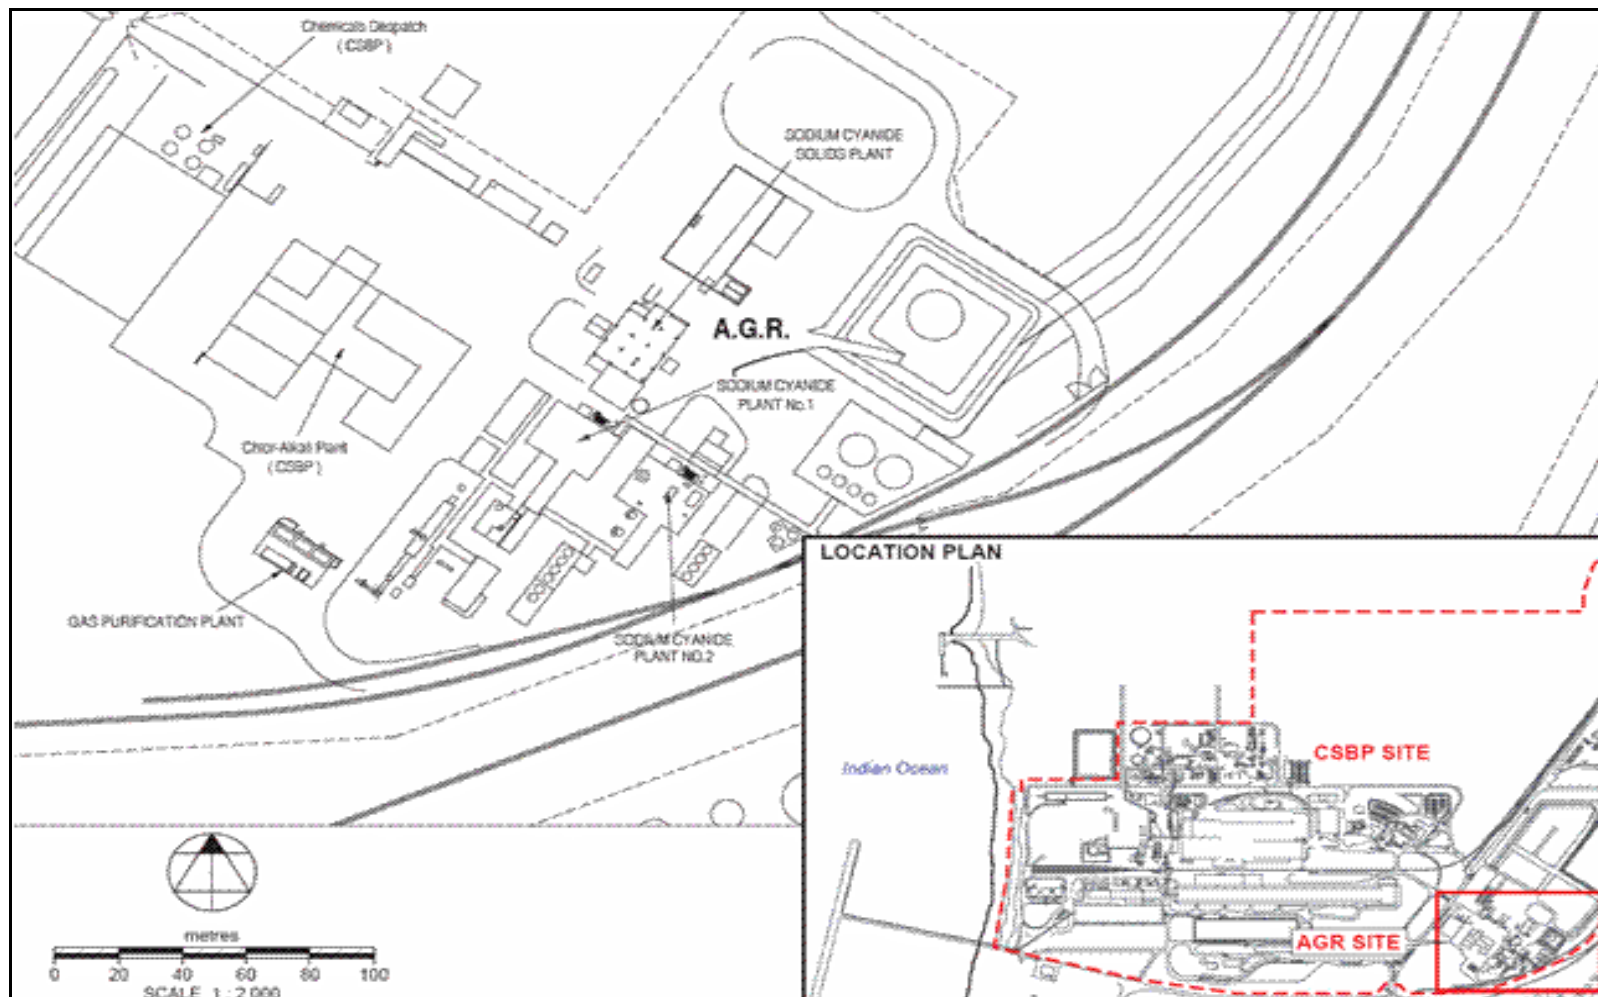 Chemicals Despatch
( CSBP )
SODIUM CYANIDE
SOLIDS PLANT
A.G.R.
SODIUM CYANIDE
PLANT No.1
Chlor-Alkali Plant
( CSBP )
GAS PURIFICATION PLANT
SODIUM CYANIDE
PLANT NO.2
LOCATION PLAN
CSBP SITE
Indian Ocean
AGR SITE
metres
0 20 40 60 80 100
SCALE 1 : 2 000